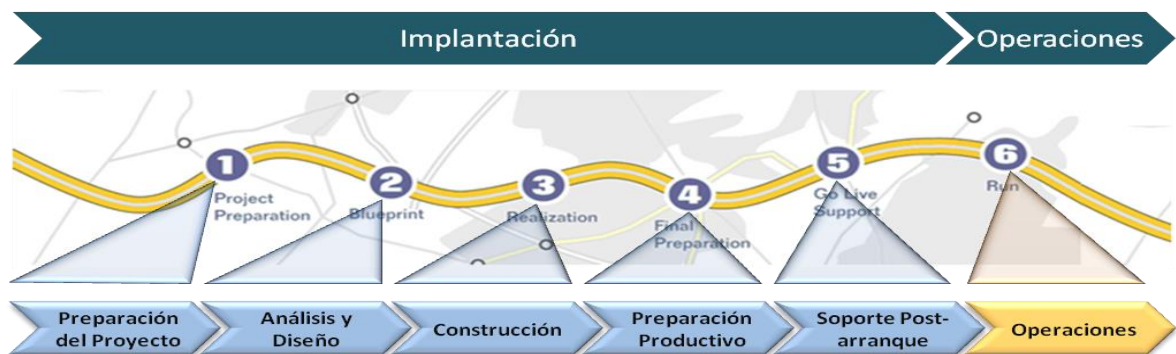 Implantación
Operaciones
1
Project
Preparation
2
Blueprint
3
Realization
4
Final
Preparation
5
Go Live
Support
6
Run
Preparación
del Proyecto
Análisis y
Diseño
Construcción
Preparación
Productivo
Soporte Post-
arranque
Operaciones